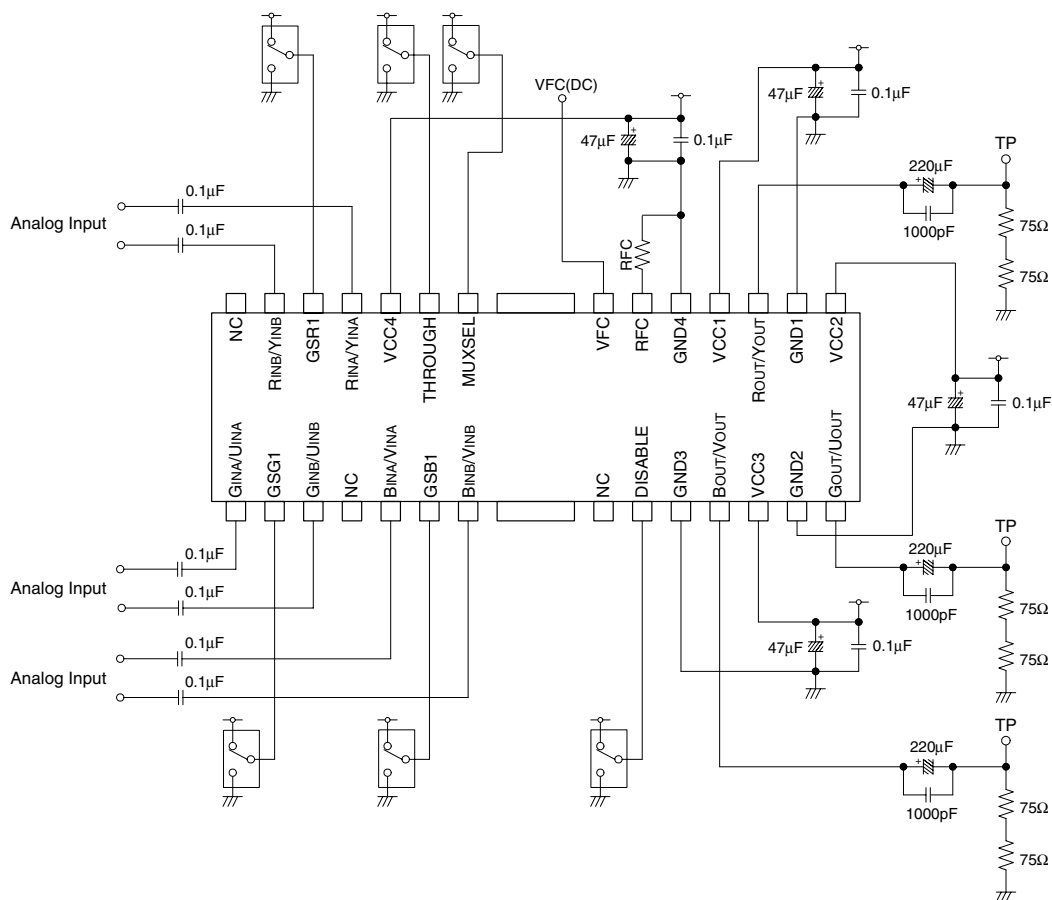 VFC(DC)
47µF
+
0.1µF
47µF
+
0.1µF
TP
220µF
+
1000pF
75Ω
75Ω
Analog Input
0.1µF
0.1µF
RFC
NC
RINB/YINB
GSR1
RINA/YINA
VCC4
THROUGH
MUXSEL
VFC
RFC
GND4
VCC1
ROUT/YOUT
GND1
VCC2
47µF
+
0.1µF
GINA/UINA
GSG1
GINB/UINB
NC
BINA/VINA
GSB1
BINB/VINB
NC
DISABLE
GND3
BOUT/VOUT
VCC3
GND2
GOUT/UOUT
Analog Input
0.1µF
0.1µF
TP
220µF
+
1000pF
75Ω
75Ω
Analog Input
0.1µF
0.1µF
47µF
+
0.1µF
TP
220µF
+
1000pF
75Ω
75Ω